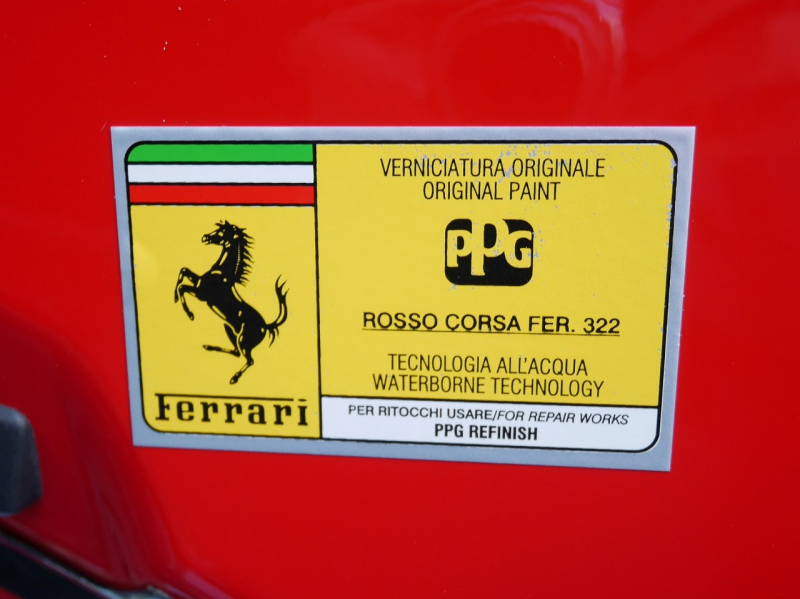 VERNICIATURA ORIGINALE
ORIGINAL PAINT
PPG
ROSSO CORSA FER. 322
TECNOLOGIA ALL'ACQUA
WATERBORNE TECHNOLOGY
Ferrari
PER RITOCCHI USARE/FOR REPAIR WORKS
PPG REFINISH